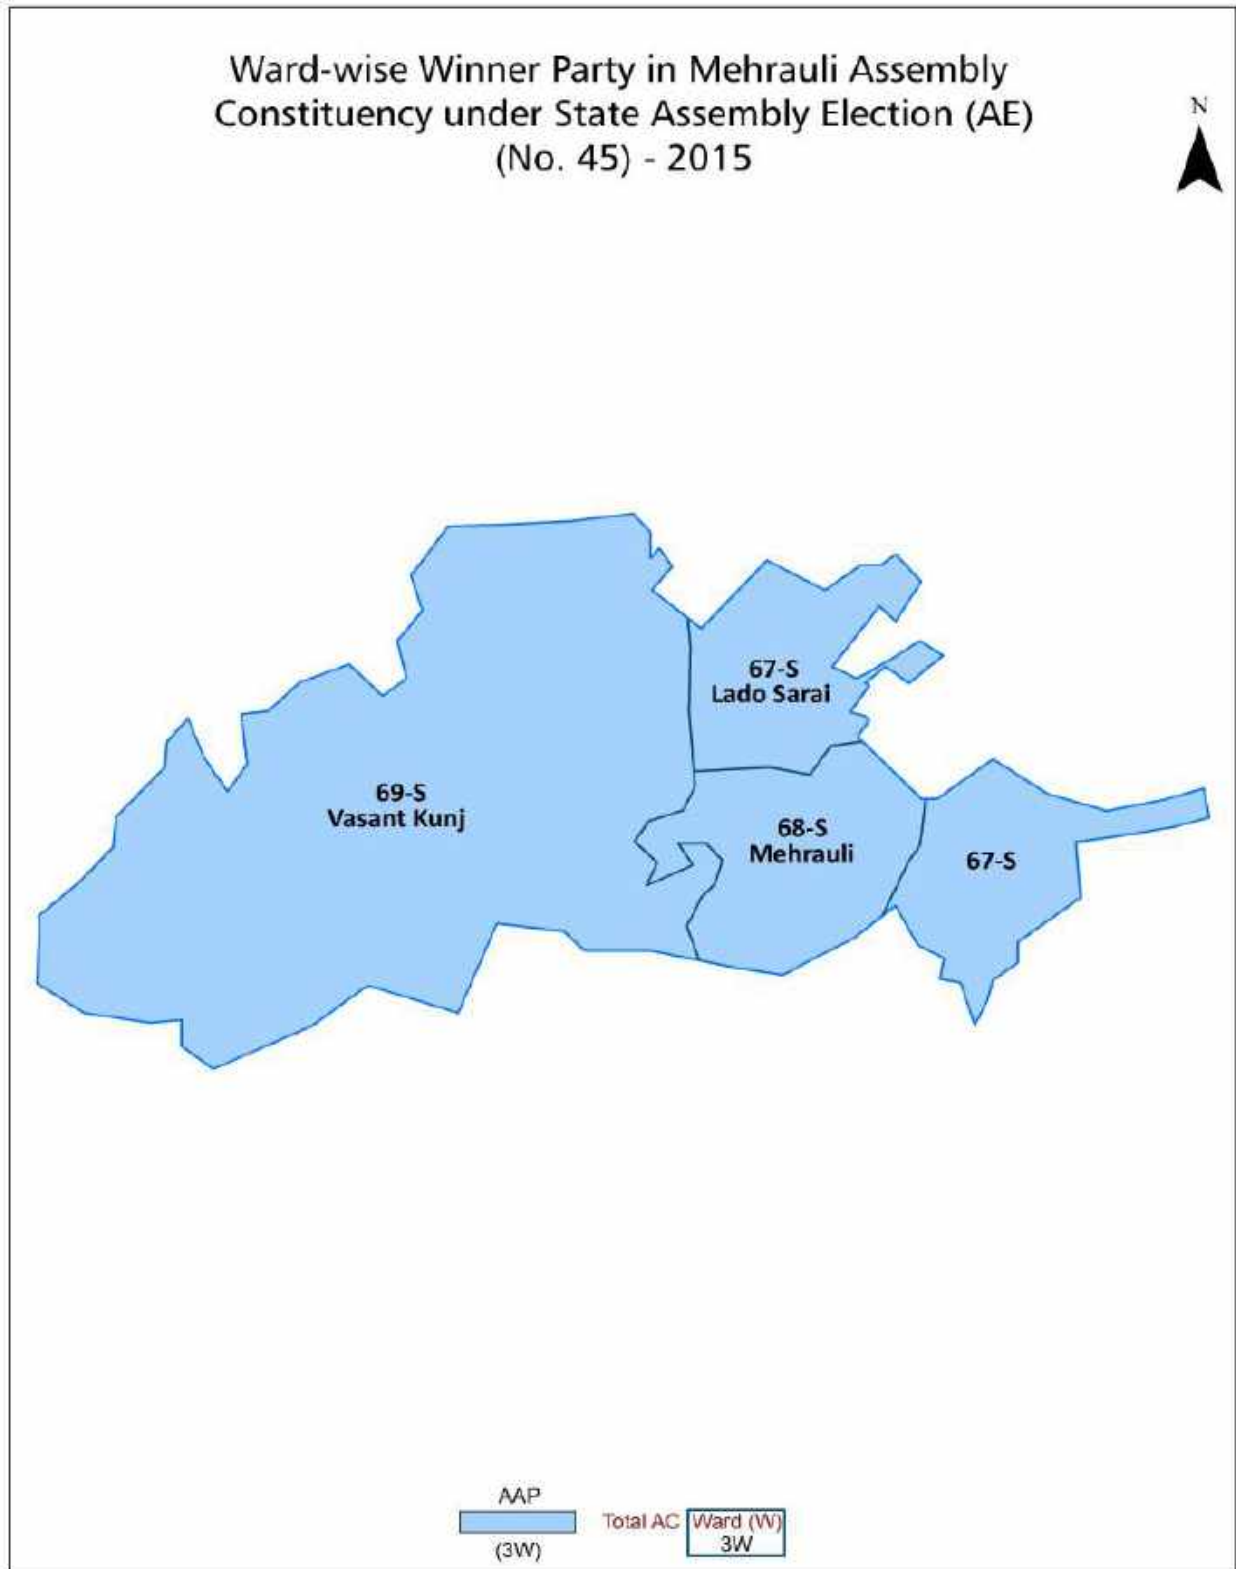 Ward-wise Winner Party in Mehrauli Assembly
Constituency under State Assembly Election (AE)
(No. 45) - 2015
N
67-S
Lado Sarai
69-S
Vasant Kunj
68-S
Mehrauli
67-S
AAP
(3W)
Total AC
Ward (W)
3W